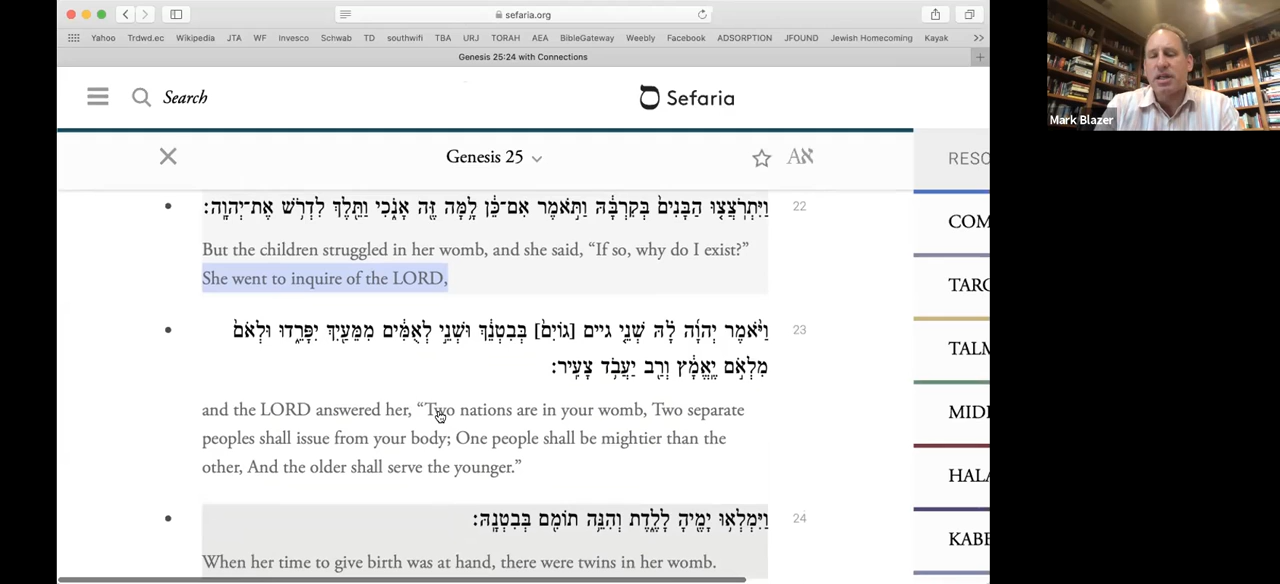 sefaria.org
Yahoo Trdwd.ec Wikipedia JTA WF Invesco Schwab TD southwifi TBA URJ TORAH AEA BibleGateway Weebly Facebook ADSORPTION JFOUND Jewish Homecoming Kayak >>
Genesis 25:24 with Connections
Search
Sefaria
Genesis 25
RESO
Mark Blazer
וַיִּתְרֹֽצְצ֤וּ הַבָּנִים֙ בְּקִרְבָּ֔הּ וַתֹּ֣אמֶר אִם־כֵּ֔ן לָ֥מָּה זֶּ֖ה אָנֹ֑כִי וַתֵּ֖לֶךְ לִדְרֹ֥שׁ אֶת־יְהוָֽה׃ 22
But the children struggled in her womb, and she said, “If so, why do I exist?”
She went to inquire of the LORD,
וַיֹּ֨אמֶר יְהוָ֜ה לָ֗הּ שְׁנֵ֤י גיים [גוֹיִם֙] בְּבִטְנֵ֔ךְ וּשְׁנֵ֣י לְאֻמִּ֔ים מִמֵּעַ֖יִךְ יִפָּרֵ֑דוּ וּלְאֹם֙ 23
מִלְאֹ֣ם יֶֽאֱמָ֔ץ וְרַ֖ב יַעֲבֹ֥ד צָעִֽיר׃
and the LORD answered her, “Two nations are in your womb, Two separate
peoples shall issue from your body; One people shall be mightier than the
other, And the older shall serve the younger.”
וַיִּמְלְא֥וּ יָמֶ֖יהָ לָלֶ֑דֶת וְהִנֵּ֥ה תוֹמִ֖ם בְּבִטְנָֽהּ׃ 24
When her time to give birth was at hand, there were twins in her womb.
COM
TARG
TALM
MIDR
HALA
KABB